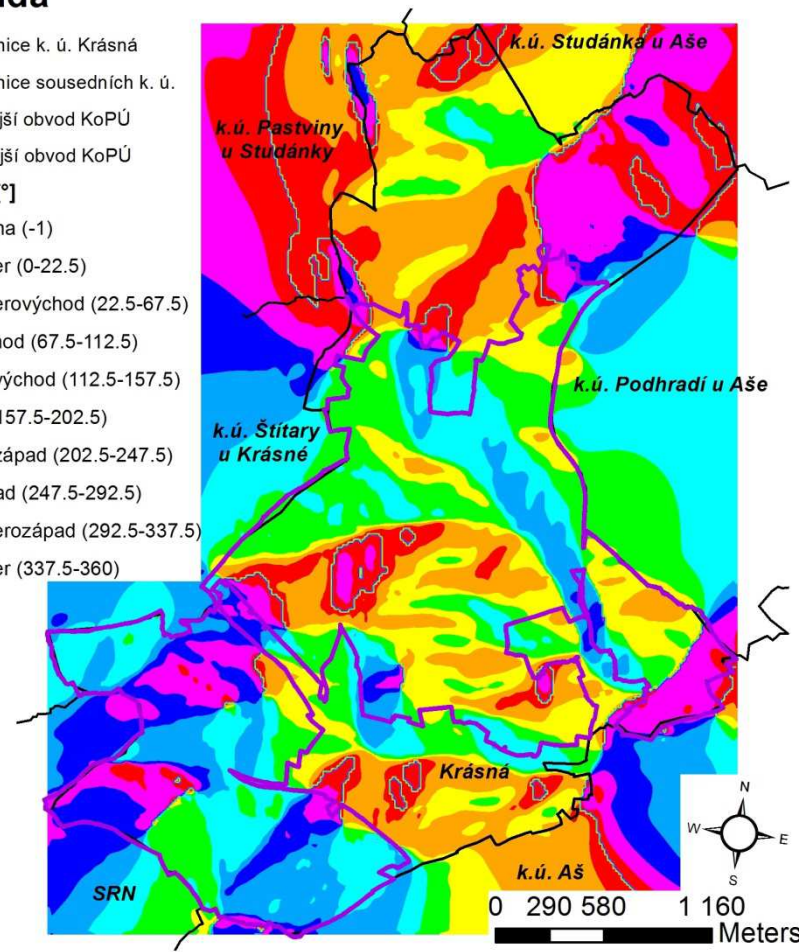 nice k. ú. Krásná
nice sousedních k. ú.
jší obvod KoPÚ
jší obvod KoPÚ
°]
na (-1)
er (0-22.5)
erovýchod (22.5-67.5)
hod (67.5-112.5)
východ (112.5-157.5)
157.5-202.5)
západ (202.5-247.5)
ad (247.5-292.5)
erozápad (292.5-337.5)
er (337.5-360)
k.ú. Studánka u Aše
k.ú. Pastviny
u Studánky
k.ú. Podhradí u Aše
k.ú. Štítary
u Krásné
Krásná
k.ú. Aš
SRN
N
W E
S
0 290 580 1 160
Meters